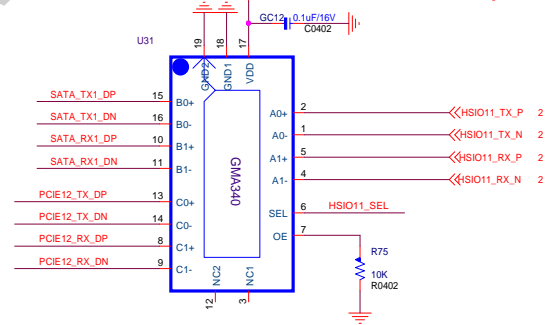 GC12 0.1uF/16V
C0402
U31
19 18 17
GND2 GND1 VDD
SATA_TX1_DP 15 B0+ A0+ 2 HSIO11_TX_P 2
SATA_TX1_DN 16 B0- A0- 1 HSIO11_TX_N 2
SATA_RX1_DP 10 B1+ A1+ 5 HSIO11_RX_P 2
SATA_RX1_DN 11 B1- A1- 4 HSIO11_RX_N 2
GMA340
PCIE12_TX_DP 13 C0+ SEL 6 HSIO11_SEL
PCIE12_TX_DN 14 C0- OE 7
PCIE12_RX_DP 8 C1+
PCIE12_RX_DN 9 C1-
NC2 NC1
12 3
R75
10K
R0402